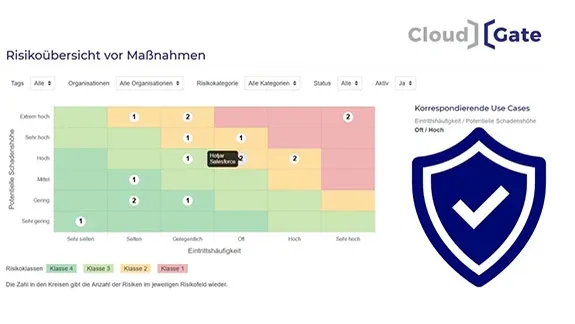 Cloud Gate
Risikoübersicht vor Maßnahmen
Tags Alle Organisationen Alle Organisationen Risikokategorie Alle Kategorien Status Alle Aktiv Ja
Korrespondierende Use Cases
Eintrittshäufigkeit / Potentielle Schadenshöhe
Oft / Hoch
Potentielle Schadenshöhe
Extrem hoch 1 2 2
Sehr hoch 1 1
Hoch 1 2 2
Hotjar
Salesforce
Mittel 1
Gering 2 1
Sehr gering 1
Sehr selten Selten Gelegentlich Oft Hoch Sehr hoch
Eintrittshäufigkeit
Risikoklassen Klasse 4 Klasse 3 Klasse 2 Klasse 1
Die Zahl in den Kreisen gibt die Anzahl der Risiken im jeweiligen Risikofeld wieder.